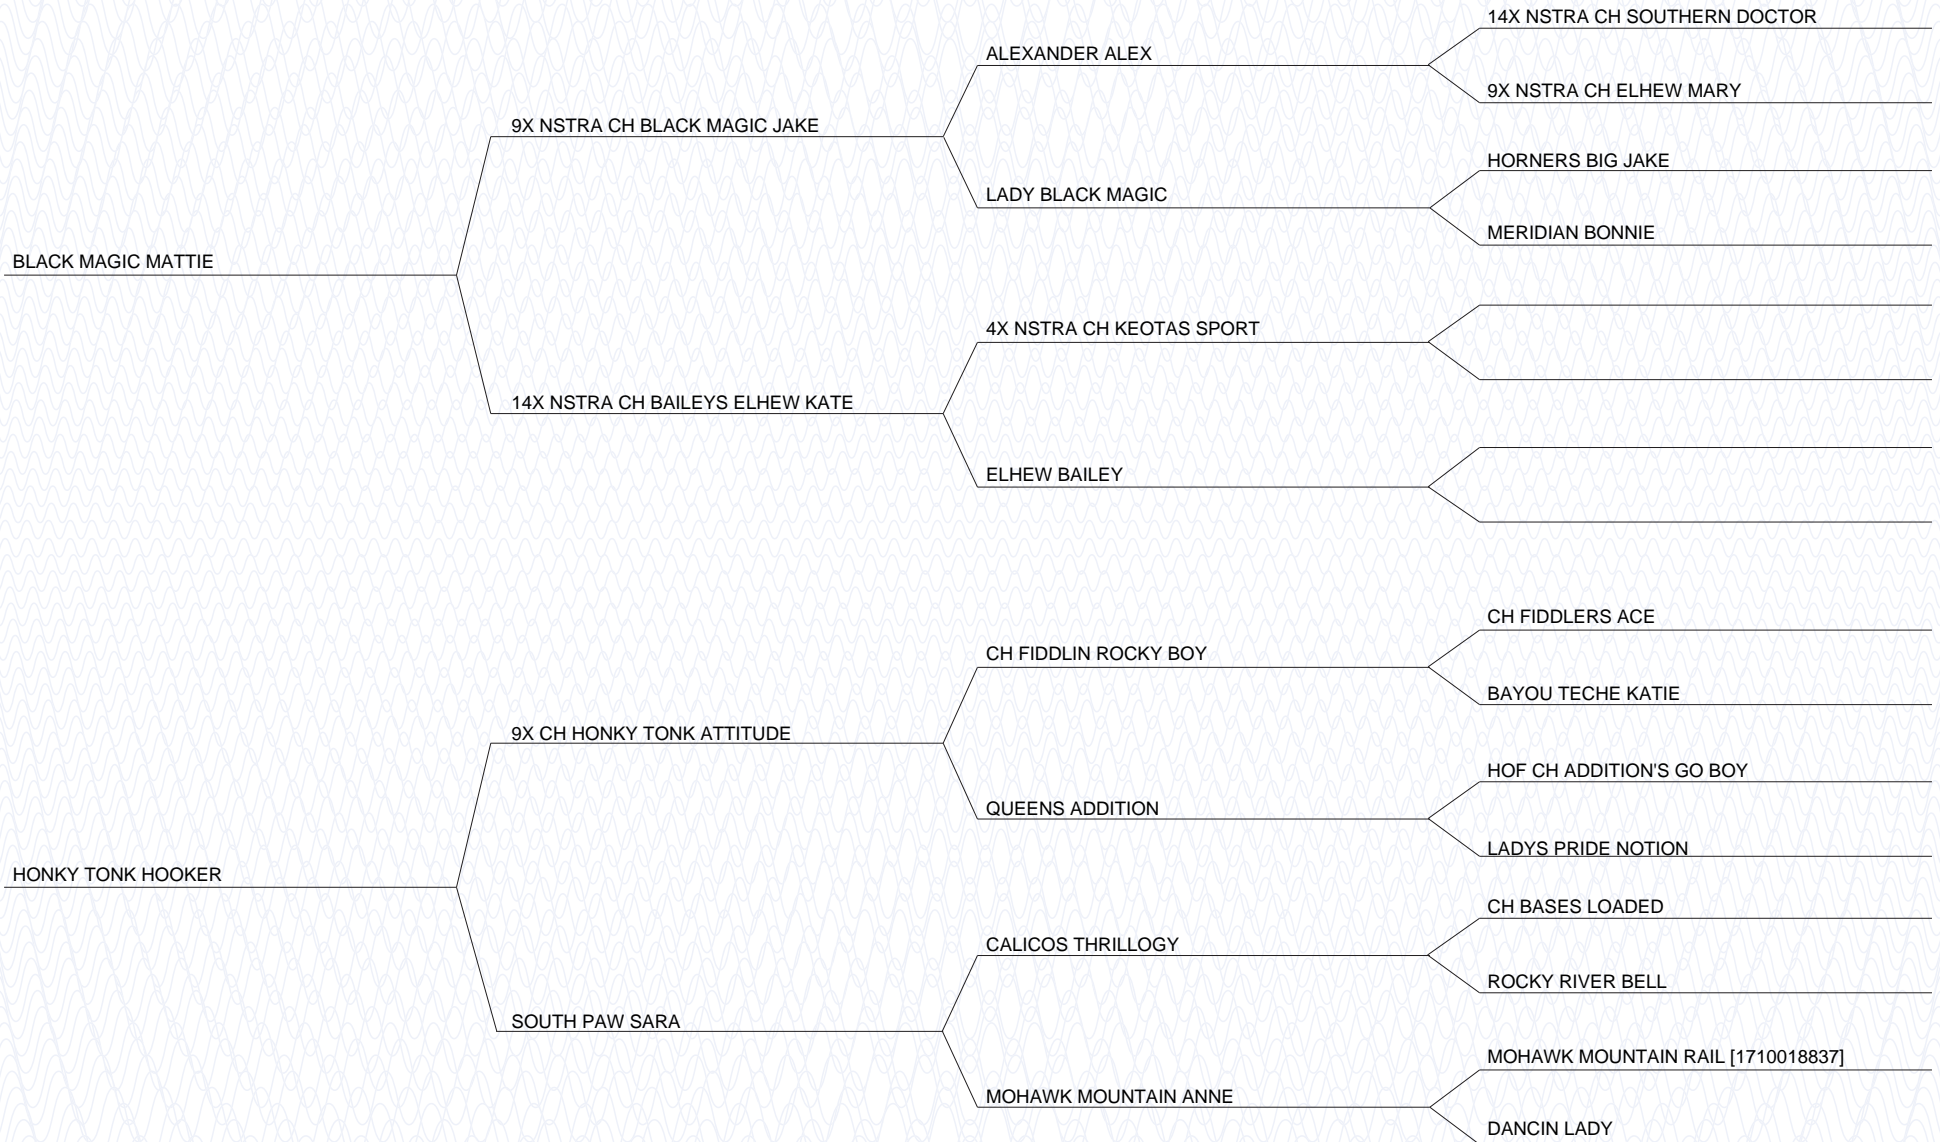 14X NSTRA CH SOUTHERN DOCTOR
ALEXANDER ALEX
9X NSTRA CH ELHEW MARY
9X NSTRA CH BLACK MAGIC JAKE
HORNERS BIG JAKE
LADY BLACK MAGIC
MERIDIAN BONNIE
BLACK MAGIC MATTIE
4X NSTRA CH KEOTAS SPORT
14X NSTRA CH BAILEYS ELHEW KATE
ELHEW BAILEY
CH FIDDLERS ACE
CH FIDDLIN ROCKY BOY
BAYOU TECHE KATIE
9X CH HONKY TONK ATTITUDE
HOF CH ADDITION'S GO BOY
QUEENS ADDITION
LADYS PRIDE NOTION
HONKY TONK HOOKER
CH BASES LOADED
CALICOS THRILLOGY
ROCKY RIVER BELL
SOUTH PAW SARA
MOHAWK MOUNTAIN RAIL [1710018837]
MOHAWK MOUNTAIN ANNE
DANCIN LADY